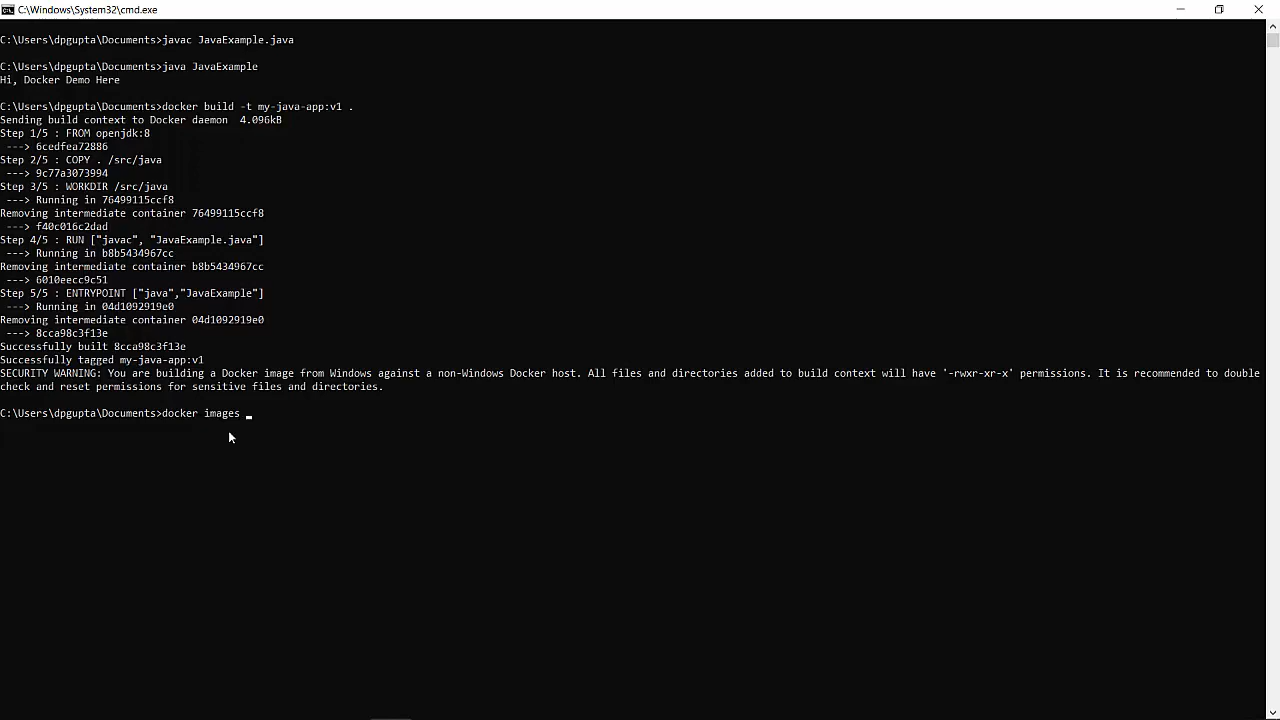 C:\Windows\System32\cmd.exe
C:\Users\dpgupta\Documents>javac JavaExample.java
C:\Users\dpgupta\Documents>java JavaExample
Hi, Docker Demo Here
C:\Users\dpgupta\Documents>docker build -t my-java-app:v1 .
Sending build context to Docker daemon  4.096kB
Step 1/5 : FROM openjdk:8
 ---> 6cedfea72886
Step 2/5 : COPY . /src/java
 ---> 9c77a3073994
Step 3/5 : WORKDIR /src/java
 ---> Running in 76499115ccf8
Removing intermediate container 76499115ccf8
 ---> f40c016c2dad
Step 4/5 : RUN ["javac", "JavaExample.java"]
 ---> Running in b8b5434967cc
Removing intermediate container b8b5434967cc
 ---> 6010eecc9c51
Step 5/5 : ENTRYPOINT ["java","JavaExample"]
 ---> Running in 04d1092919e0
Removing intermediate container 04d1092919e0
 ---> 8cca98c3f13e
Successfully built 8cca98c3f13e
Successfully tagged my-java-app:v1
SECURITY WARNING: You are building a Docker image from Windows against a non-Windows Docker host. All files and directories added to build context will have '-rwxr-xr-x' permissions. It is recommended to double
check and reset permissions for sensitive files and directories.
C:\Users\dpgupta\Documents>docker images